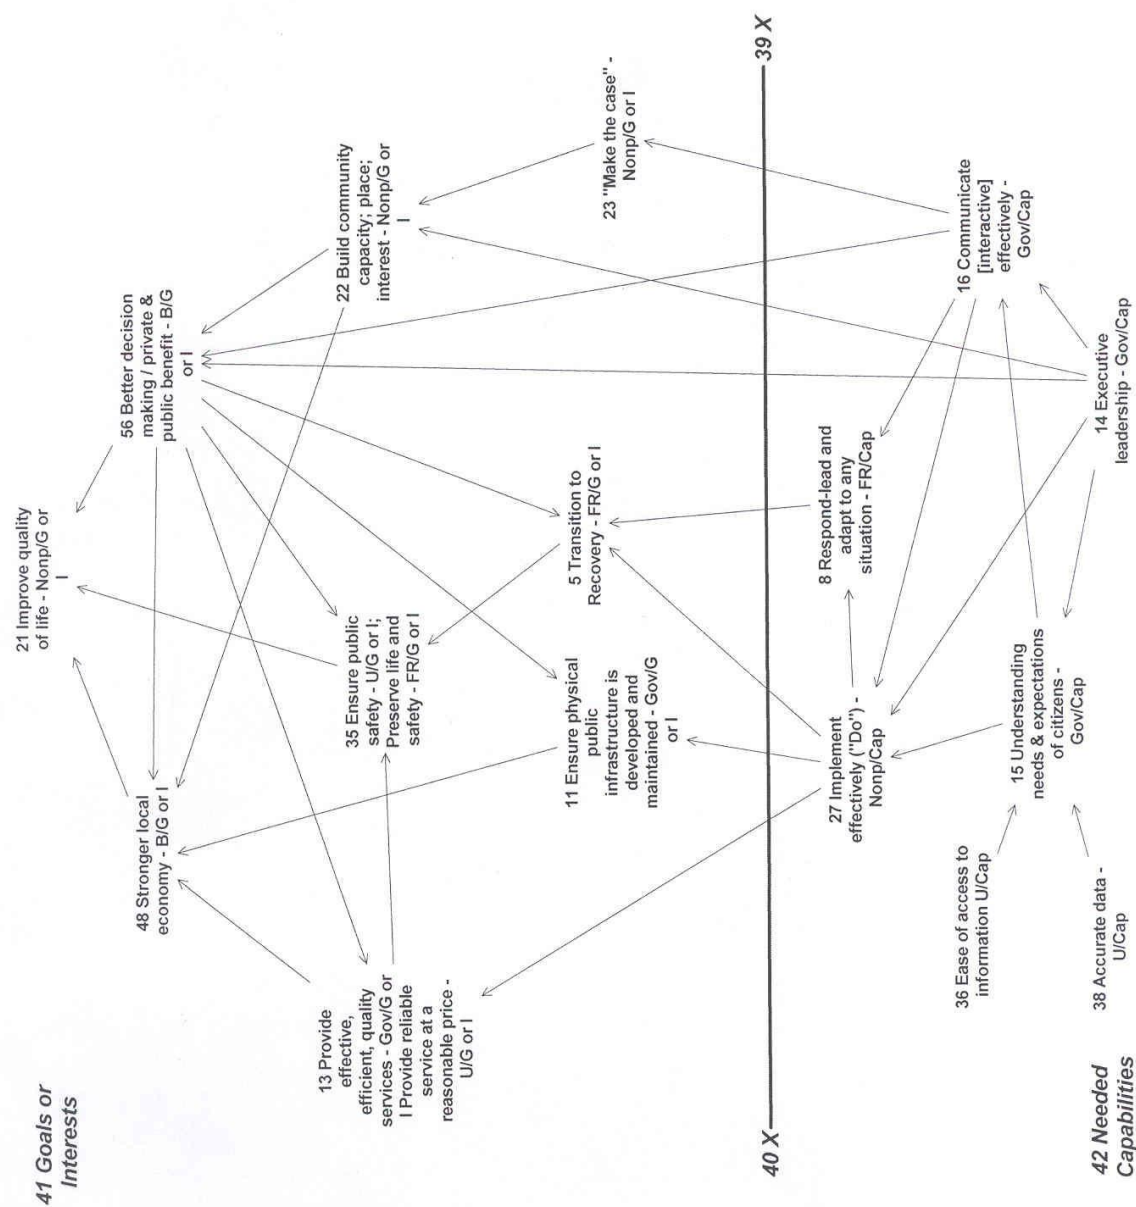 41 Goals or
Interests
21 Improve quality
of life - Nonp/G or
I
48 Stronger local
economy - B/G or I
56 Better decision
making / private &
public benefit - B/G
or I
13 Provide
effective,
efficient, quality
services - Gov/G or
I Provide reliable
service at a
reasonable price -
U/G or I
35 Ensure public
safety - U/G or I;
Preserve life and
safety - FR/G or I
22 Build community
capacity; place;
interest - Nonp/G or
I
11 Ensure physical
public
infrastructure is
developed and
maintained - Gov/G
or I
5 Transition to
Recovery - FR/G or I
23 "Make the case" -
Nonp/G or I
40 X
39 X
27 Implement
effectively ("Do") -
Nonp/Cap
8 Respond-lead and
adapt to any
situation - FR/Cap
36 Ease of access to
information U/Cap
15 Understanding
needs & expectations
of citizens -
Gov/Cap
16 Communicate
[interactive]
effectively -
Gov/Cap
38 Accurate data -
U/Cap
14 Executive
leadership - Gov/Cap
42 Needed
Capabilities